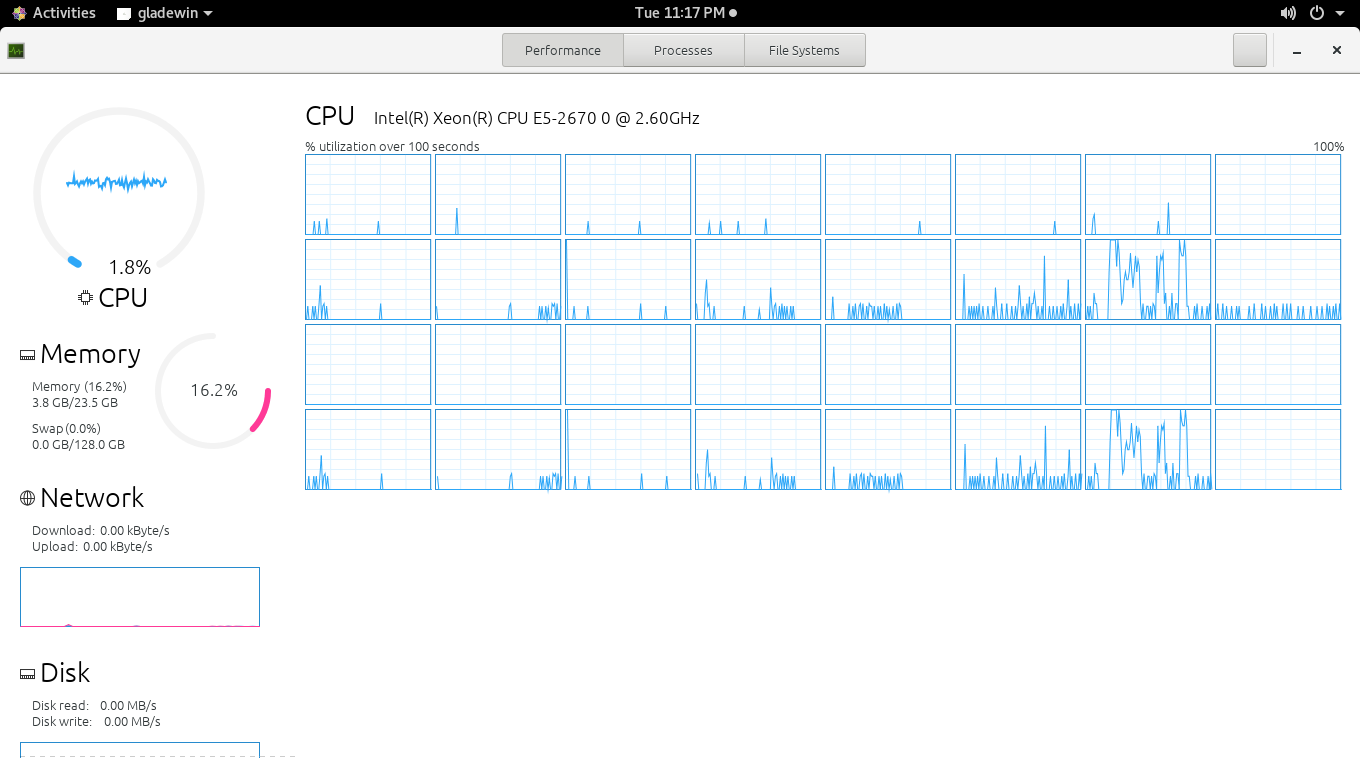 Activities gladewin Tue 11:17 PM
Performance Processes File Systems
CPU Intel(R) Xeon(R) CPU E5-2670 0 @ 2.60GHz
% utilization over 100 seconds 100%
1.8%
CPU
Memory
Memory (16.2%)
3.8 GB/23.5 GB
Swap (0.0%)
0.0 GB/128.0 GB
16.2%
Network
Download: 0.00 kByte/s
Upload: 0.00 kByte/s
Disk
Disk read: 0.00 MB/s
Disk write: 0.00 MB/s